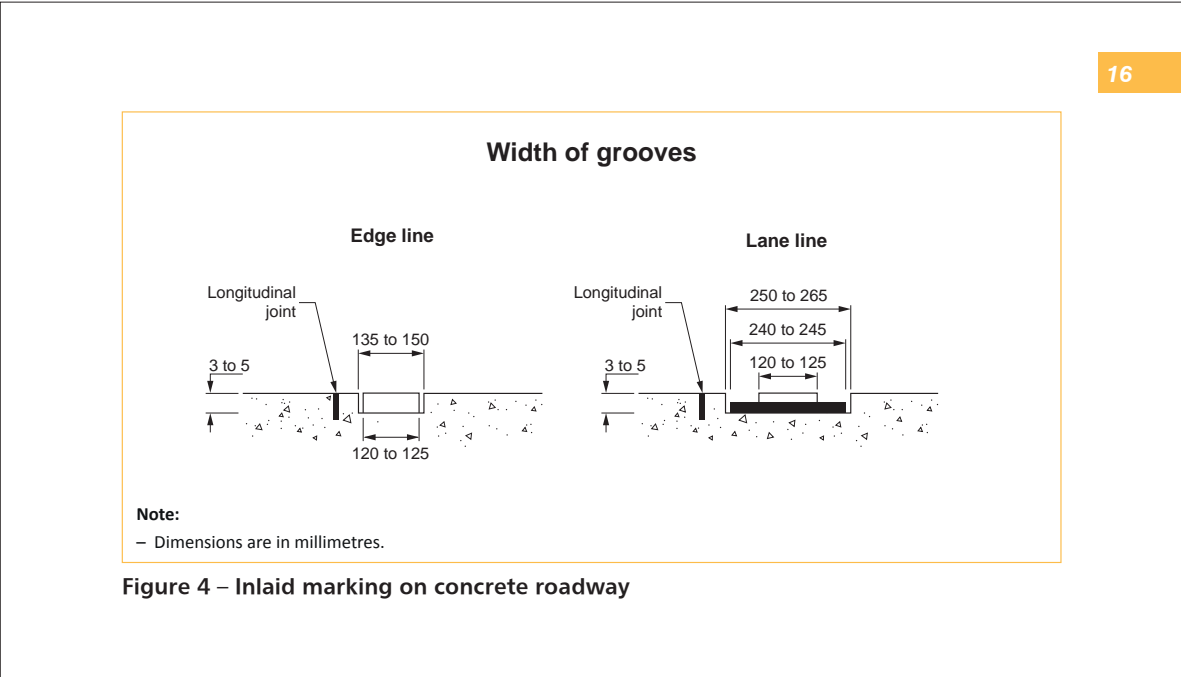 16
Width of grooves
Edge line
Longitudinal
joint
135 to 150
3 to 5
120 to 125
Lane line
Longitudinal
joint
250 to 265
240 to 245
120 to 125
3 to 5
Note:
– Dimensions are in millimetres.
Figure 4 – Inlaid marking on concrete roadway